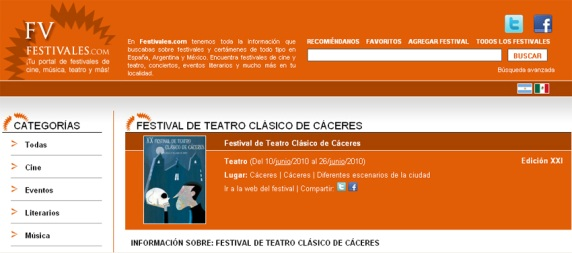 FV
FESTIVALES.COM
¡Tu portal de festivales de
cine, música, teatro y más!
En Festivales.com tenemos toda la información que
buscabas sobre festivales y certámenes de todo tipo en
España, Argentina y México. Encuentre festivales de cine y
teatro, conciertos, eventos literarios y mucho más en tu
localidad.
RECOMIÉNDANOS FAVORITOS AGREGAR FESTIVAL TODOS LOS FESTIVALES
BUSCAR
Búsqueda avanzada
CATEGORÍAS
> Todas
> Cine
> Eventos
> Literarios
> Música
FESTIVAL DE TEATRO CLÁSICO DE CÁCERES
XX FESTIVAL DE TEATRO
CLÁSICO DE CÁCERES
Festival de Teatro Clásico de Cáceres
Teatro (Del 10/junio/2010 al 26/junio/2010) Edición XXI
Lugar: Cáceres | Cáceres | Diferentes escenarios de la ciudad
Ir a la web del festival | Compartir:
INFORMACIÓN SOBRE: FESTIVAL DE TEATRO CLÁSICO DE CÁCERES